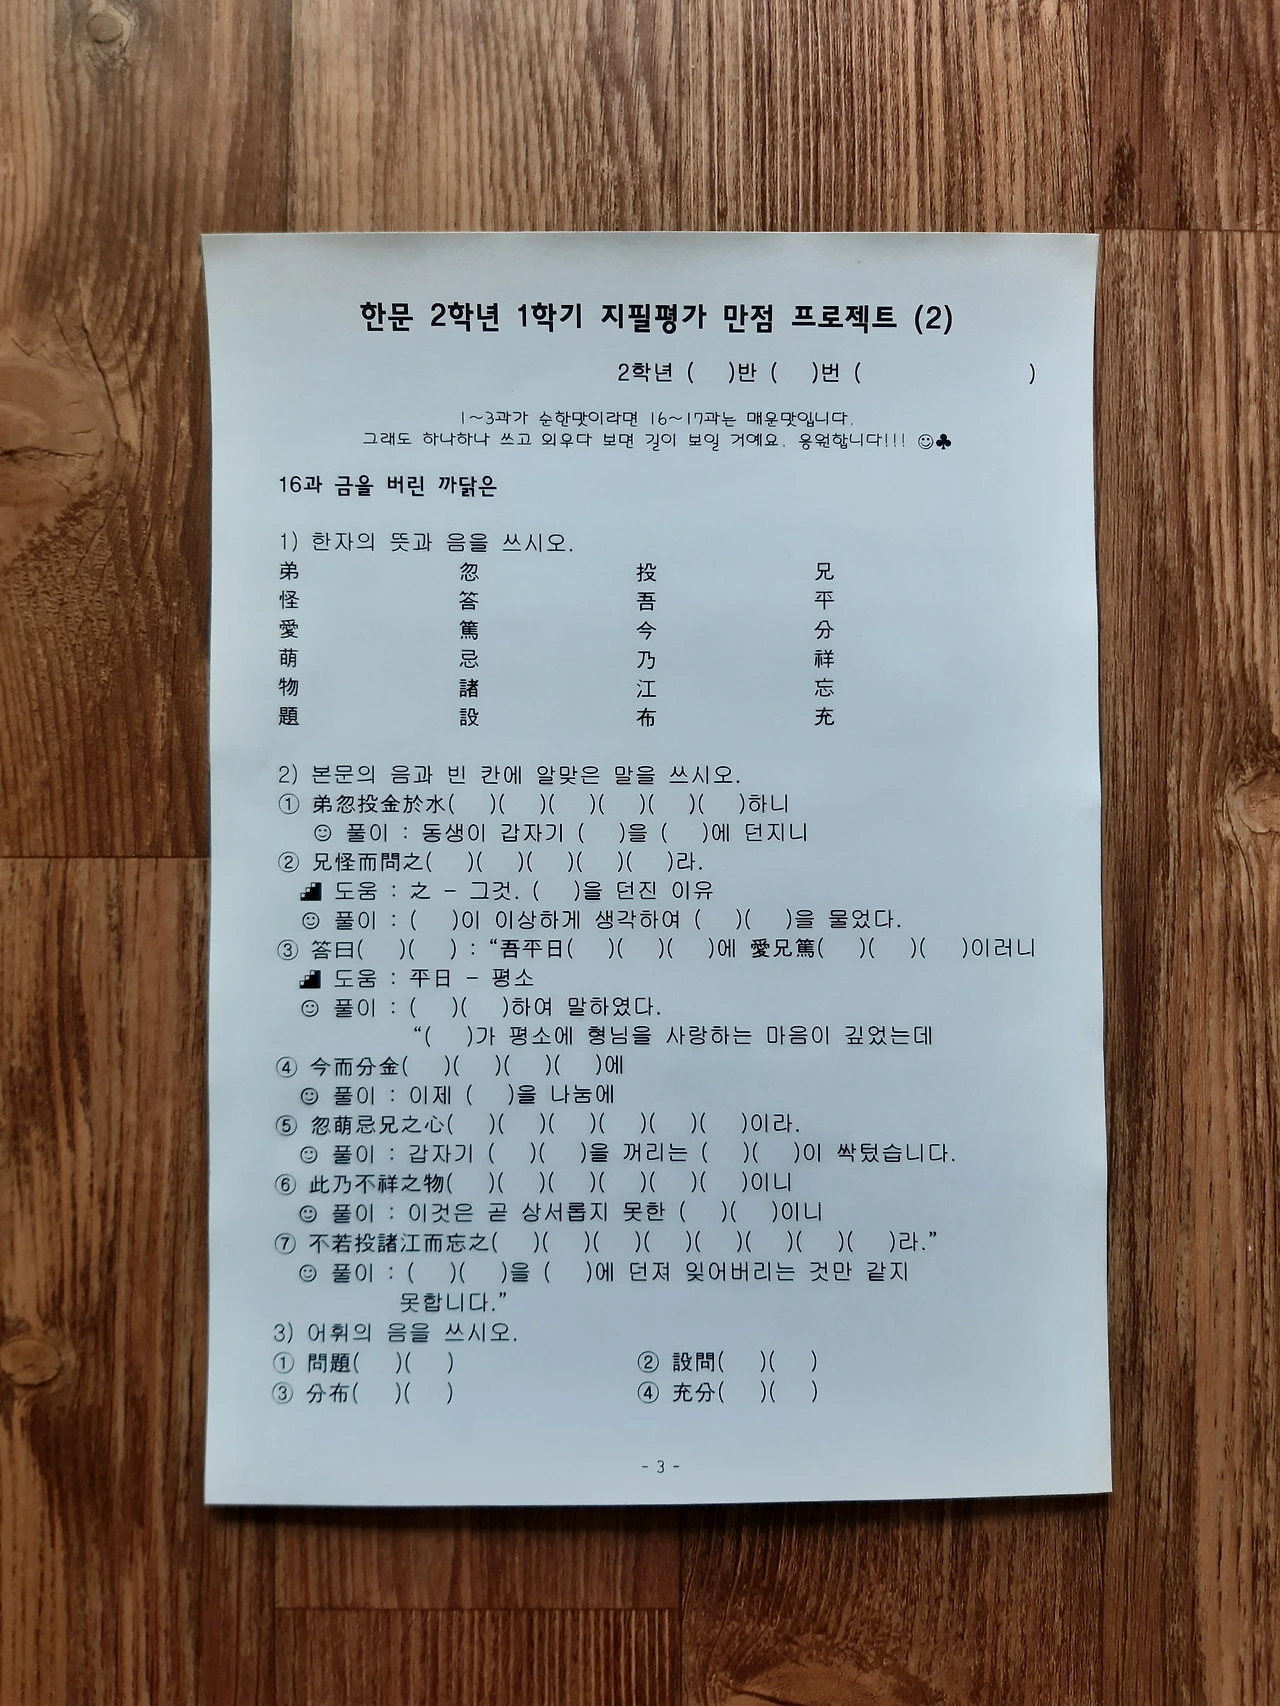 한문 2학년 1학기 지필평가 만점 프로젝트 (2)
2학년 ( )반 ( )번 ( )
1~3과가 순한맛이라면 16~17과는 매운맛입니다.
그래도 하나하나 쓰고 외우다 보면 길이 보일 거예요. 응원합니다!!! ☺♣
16과 금을 버린 까닭은
1) 한자의 뜻과 음을 쓰시오.
弟 忽 投 兄
怪 答 吾 平
愛 篤 今 分
萌 忌 乃 祥
物 諸 江 忘
題 設 布 充
2) 본문의 음과 빈 칸에 알맞은 말을 쓰시오.
① 弟忽投金於水( )( )( )( )( )( )하니
☺ 풀이 : 동생이 갑자기 ( )을 ( )에 던지니
② 兄怪而問之( )( )( )( )( )라.
도움 : 之 - 그것. ( )을 던진 이유
☺ 풀이 : ( )이 이상하게 생각하여 ( )( )을 물었다.
③ 答曰( )( ) : “吾平日( )( )( )에 愛兄篤( )( )( )이러니
도움 : 平日 - 평소
☺ 풀이 : ( )( )하여 말하였다.
“( )가 평소에 형님을 사랑하는 마음이 깊었는데
④ 今而分金( )( )( )( )에
☺ 풀이 : 이제 ( )을 나눔에
⑤ 忽萌忌兄之心( )( )( )( )( )( )이라.
☺ 풀이 : 갑자기 ( )( )을 꺼리는 ( )( )이 싹텄습니다.
⑥ 此乃不祥之物( )( )( )( )( )( )이니
☺ 풀이 : 이것은 곧 상서롭지 못한 ( )( )이니
⑦ 不若投諸江而忘之( )( )( )( )( )( )( )( )라.”
☺ 풀이 : ( )( )을 ( )에 던져 잊어버리는 것만 같지
못합니다.”
3) 어휘의 음을 쓰시오.
① 問題( )( ) ② 設問( )( )
③ 分布( )( ) ④ 充分( )( )
- 3 -